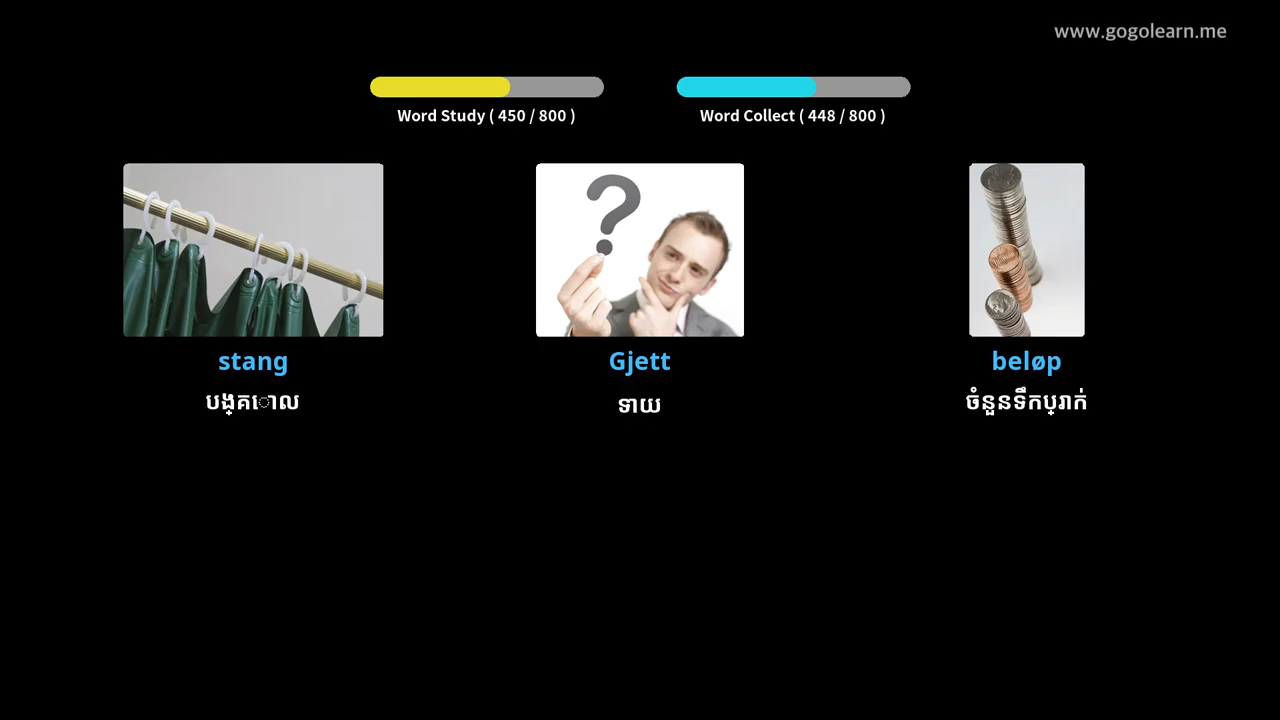 www.gogolearn.me
Word Study ( 450 / 800 )
Word Collect ( 448 / 800 )
stang
Gjett
beløp
បង្គោល
ទាយ
ចំនួនទឹកប្រាក់